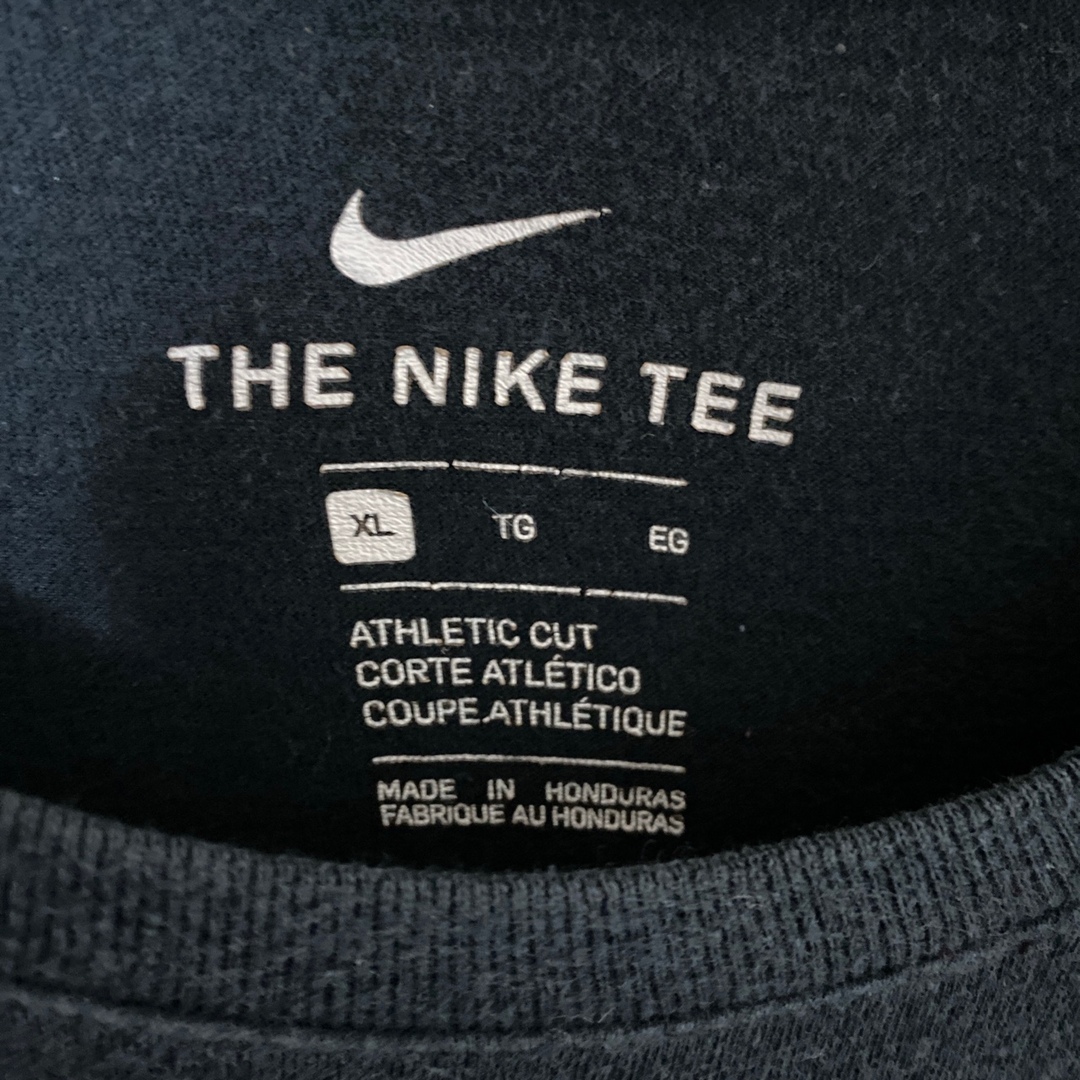 THE NIKE TEE
XL TG EG
ATHLETIC CUT
CORTE ATLÉTICO
COUPE ATHLÉTIQUE
MADE IN HONDURAS
FABRIQUE AU HONDURAS